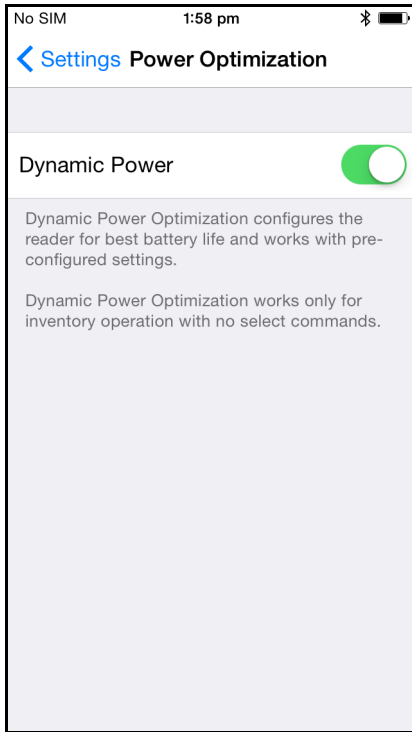 No SIM 1:58 pm
Settings Power Optimization
Dynamic Power
Dynamic Power Optimization configures the
reader for best battery life and works with pre-
configured settings.
Dynamic Power Optimization works only for
inventory operation with no select commands.